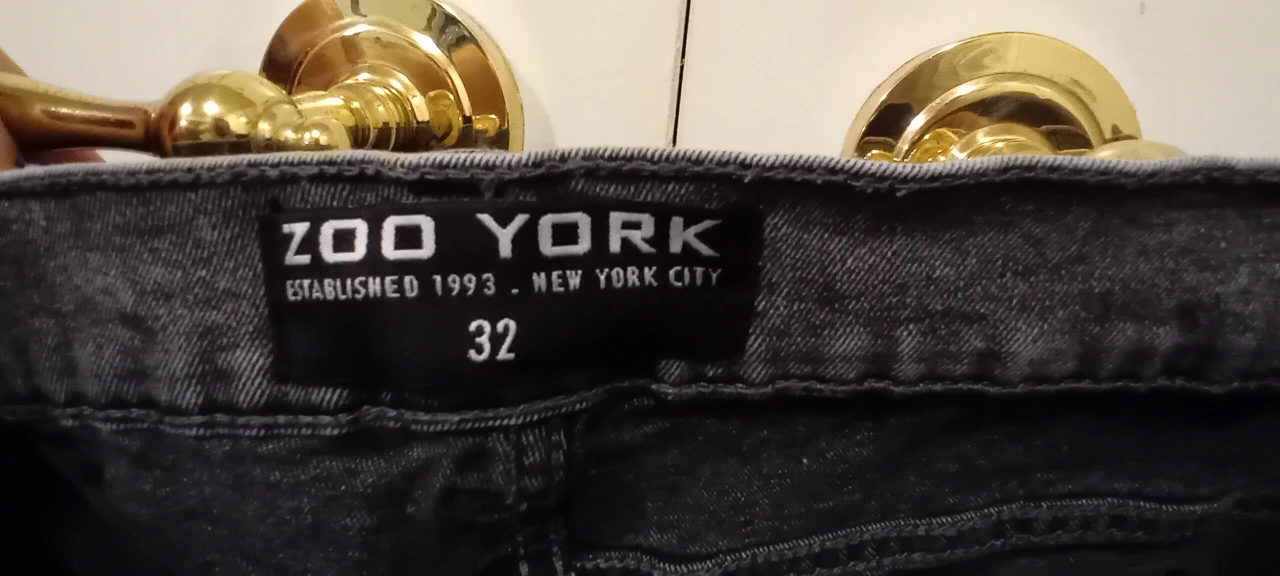 ZOO YORK
ESTABLISHED 1993 . NEW YORK CITY
32